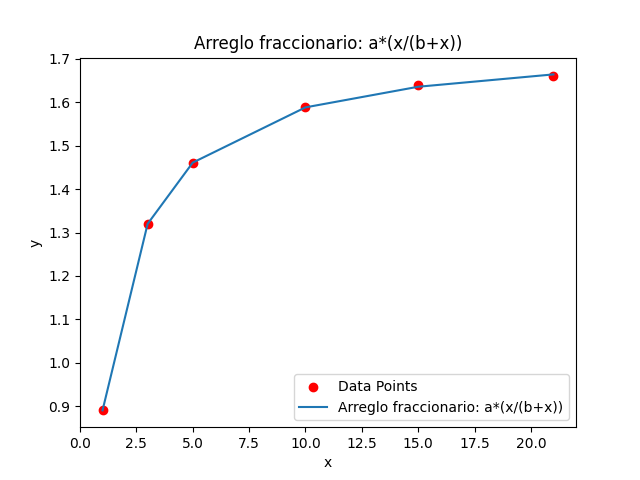 Arreglo fraccionario: a*(x/(b+x))
1.7
1.6
1.5
1.4
1.3
1.2
1.1
1.0
0.9
y
Data Points
Arreglo fraccionario: a*(x/(b+x))
0.0 2.5 5.0 7.5 10.0 12.5 15.0 17.5 20.0
x